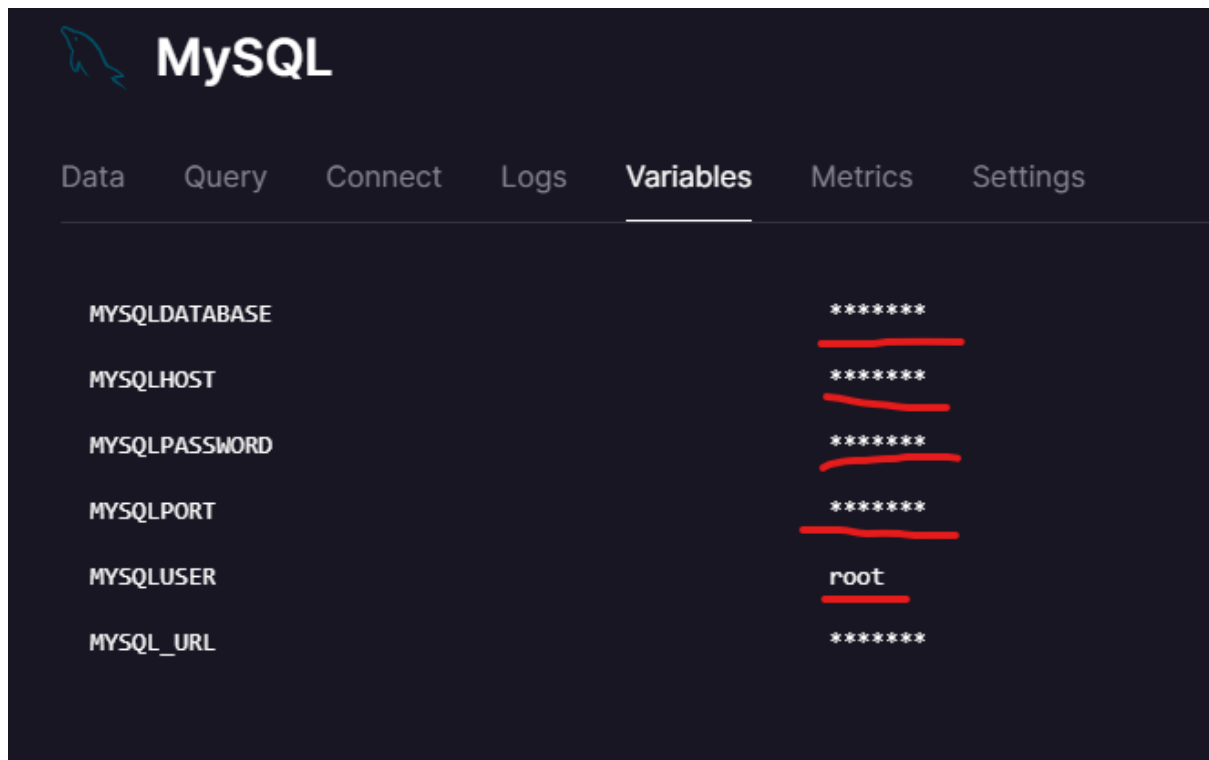 MySQL
Data Query Connect Logs Variables Metrics Settings
MYSQLDATABASE *******
MYSQLHOST *******
MYSQLPASSWORD *******
MYSQLPORT *******
MYSQLUSER root
MYSQL_URL *******